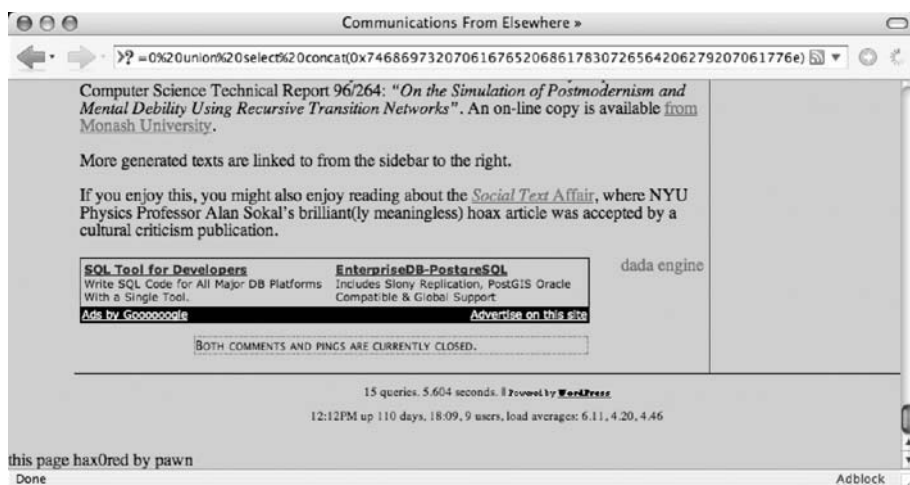 Communications From Elsewhere »
>? =0%20union%20select%20concat(0x746869732070616765206861783072656420627920706177​6e)
Computer Science Technical Report 96/264: "On the Simulation of Postmodernism and
Mental Debility Using Recursive Transition Networks". An on-line copy is available from
Monash University.
More generated texts are linked to from the sidebar to the right.
If you enjoy this, you might also enjoy reading about the Social Text Affair, where NYU
Physics Professor Alan Sokal's brilliant(ly meaningless) hoax article was accepted by a
cultural criticism publication.
SQL Tool for Developers
Write SQL Code for All Major DB Platforms
With a Single Tool.
EnterpriseDB-PostgreSQL
Includes Slony Replication, PostGIS Oracle
Compatible & Global Support
Ads by Goooooogle
Advertise on this site
dada engine
BOTH COMMENTS AND PINGS ARE CURRENTLY CLOSED.
15 queries. 5.604 seconds. || Powered by WordPress
12:12PM up 110 days, 18:09, 9 users, load averages: 6.11, 4.20, 4.46
this page hax0red by pawn
Done
Adblock